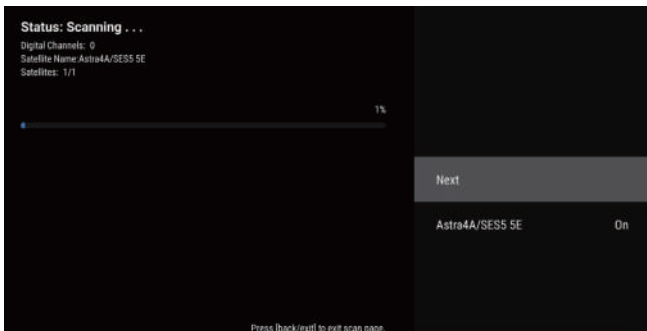 Status: Scanning . . .
Digital Channels: 0
Satellite Name:Astra4A/SES5 5E
Satellites: 1/1
1%
Next
Astra4A/SES5 5E On
Press [back/exit] to exit scan page.